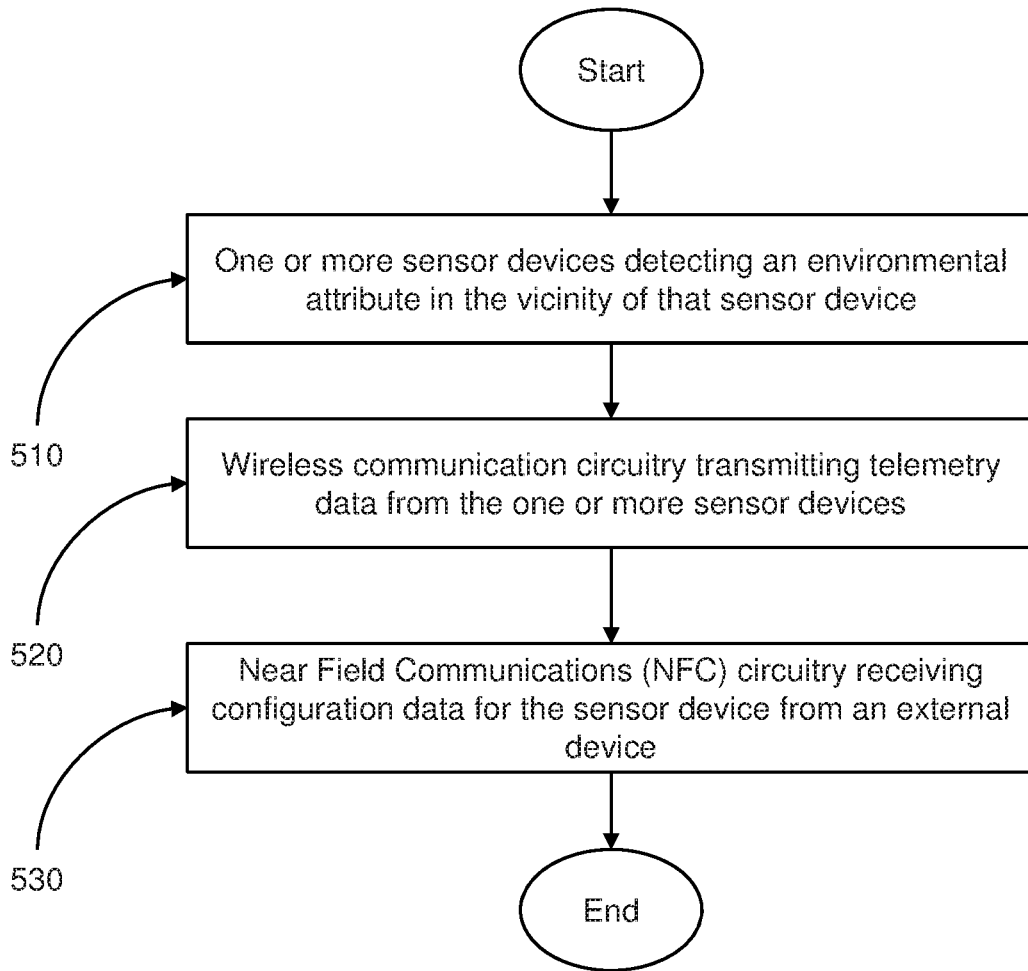 Start
One or more sensor devices detecting an environmental
attribute in the vicinity of that sensor device
510
Wireless communication circuitry transmitting telemetry
data from the one or more sensor devices
520
Near Field Communications (NFC) circuitry receiving
configuration data for the sensor device from an external
device
530
End